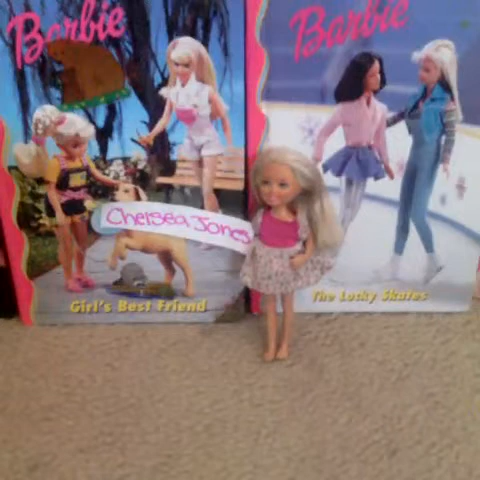 Barbie
Girl's Best Friend
Chelsea Jones
Barbie
The Lucky Skates